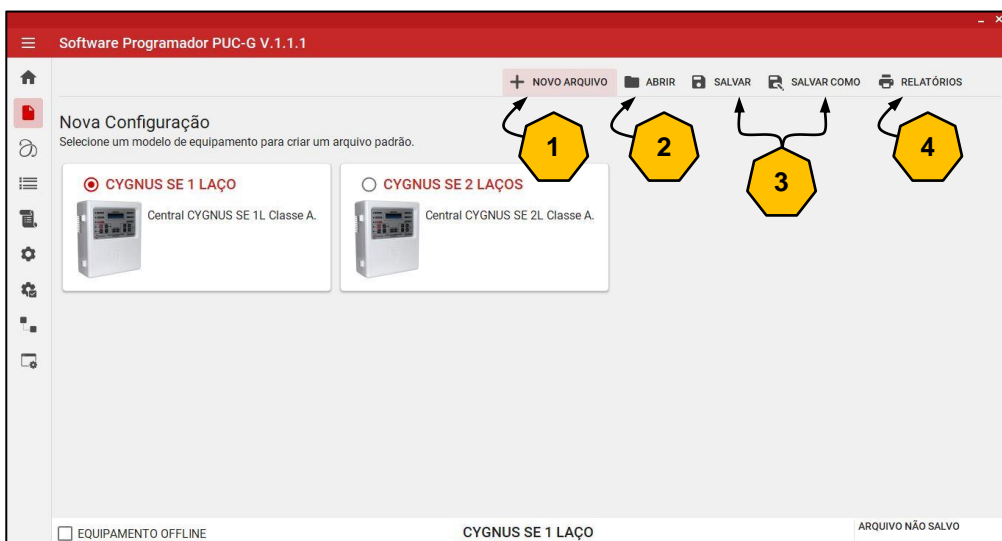 Software Programador PUC-G V.1.1.1
NOVO ARQUIVO ABRIR SALVAR SALVAR COMO RELATÓRIOS
Nova Configuração
Selecione um modelo de equipamento para criar um arquivo padrão.
1 2 3 4
CYGNUS SE 1 LAÇO CYGNUS SE 2 LAÇOS
Central CYGNUS SE 1L Classe A. Central CYGNUS SE 2L Classe A.
EQUIPAMENTO OFFLINE CYGNUS SE 1 LAÇO ARQUIVO NÃO SALVO